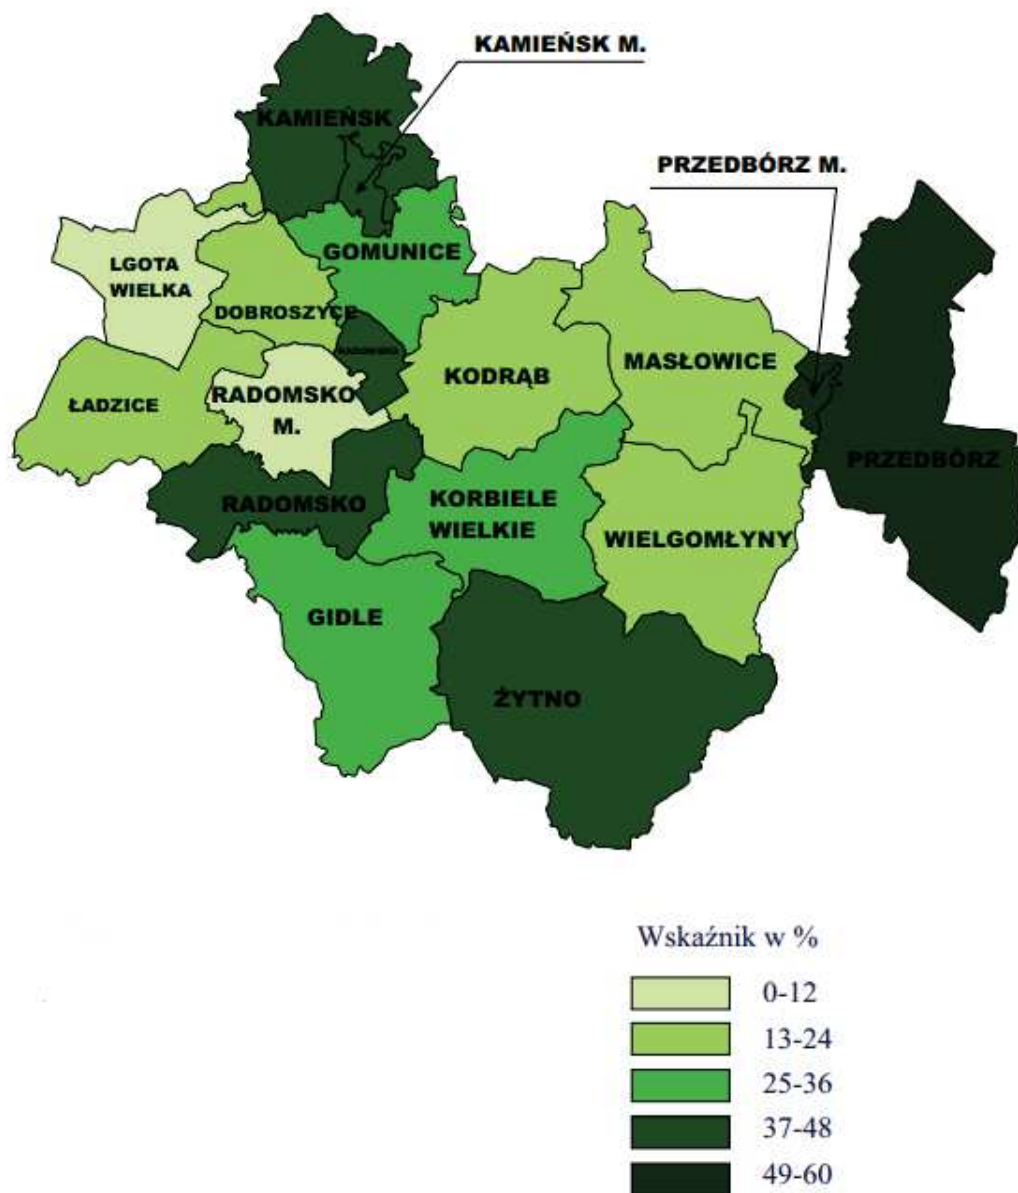 KAMIEŃSK M.
KAMIEŃSK
PRZEDBÓRZ M.
GOMUNICE
LGOTA
WIELKA
DOBROSZYCE
RADOMSKO
MASŁOWICE
KODRĄB
ŁADZICE
RADOMSKO
M.
PRZEDBÓRZ
RADOMSKO
KORBIELE
WIELKIE
WIELGOMŁYNY
GIDLE
ŻYTNO
Wskaźnik w %
0-12
13-24
25-36
37-48
49-60